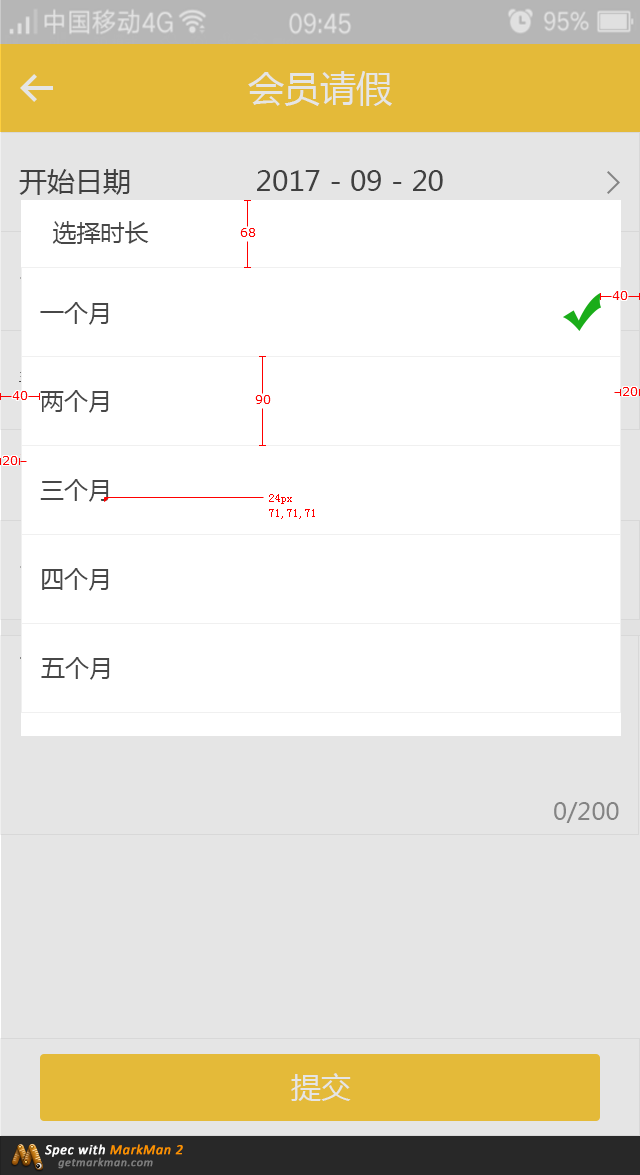 中国移动4G 09:45 95%
会员请假
开始日期 2017 - 09 - 20
选择时长 68
40
一个月
40 两个月 90 20
20
三个月 24px
71,71,71
四个月
五个月
0/200
提交
Spec with MarkMan 2
getmarkman.com